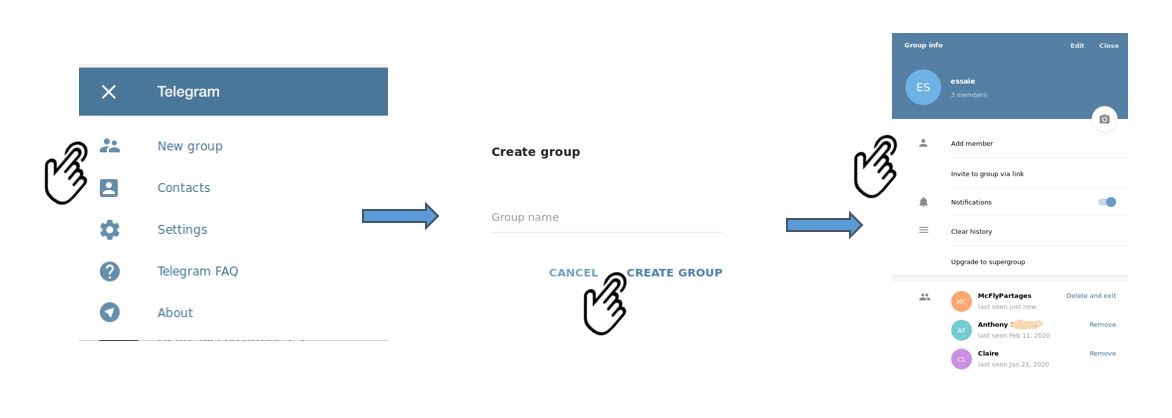 Telegram
New group
Contacts
Settings
Telegram FAQ
About
Create group
Group name
CANCEL
CREATE GROUP
Group info
Edit
Close
ES
essaie
3 members
Add member
Invite to group via link
Notifications
Clear history
Upgrade to supergroup
MC
McFlyPartages
Delete and exit
last seen just now
AF
Anthony
Remove
last seen Feb 11, 2020
CL
Claire
Remove
last seen Jan 21, 2020